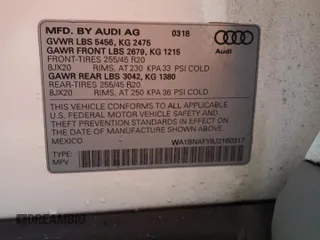 MFD. BY AUDI AG 0318
GVWR LBS 5456, KG 2475
GAWR FRONT LBS 2679, KG 1215
FRONT-TIRES 255/45 R20
8JX20 RIMS, AT 230 KPA 33 PSI COLD
GAWR REAR LBS 3042, KG 1380
REAR-TIRES 255/45 R20
8JX20 RIMS, AT 250 KPA 36 PSI COLD
Audi
THIS VEHICLE CONFORMS TO ALL APPLICABLE
U.S. FEDERAL MOTOR VEHICLE SAFETY AND
THEFT PREVENTION STANDARDS IN EFFECT
ON THE DATE OF MANUFACTURE SHOWN ABOVE.
MEXICO WA1BNAFY8J2160317
TYPE:
MPV